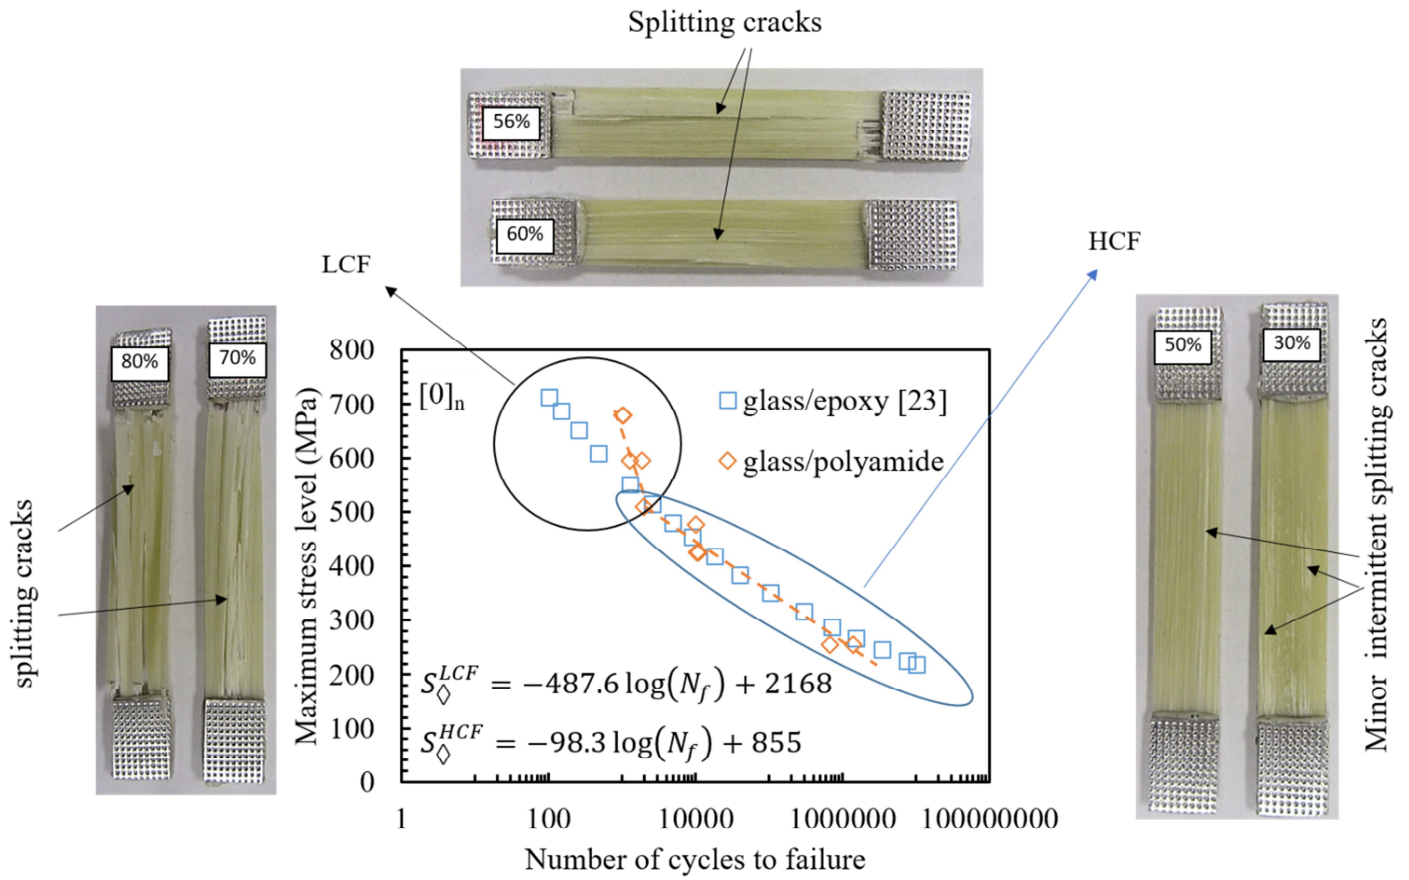 Splitting cracks
56%
60%
LCF
HCF
80%
70%
50%
30%
splitting cracks
Minor intermittent splitting cracks
Maximum stress level (MPa)
800
700
600
500
400
300
200
100
0
[0]n
glass/epoxy [23]
glass/polyamide
S◊^LCF = −487.6 log(Nf) + 2168
S◊^HCF = −98.3 log(Nf) + 855
1 100 10000 1000000 100000000
Number of cycles to failure